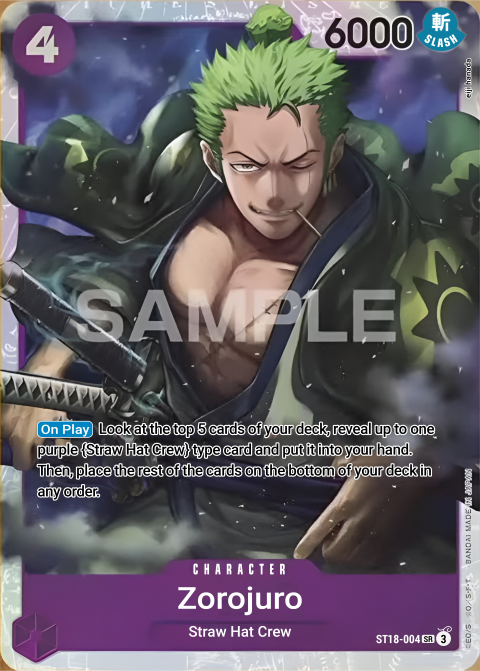 4
6000
斬
SLASH
eiji hanada
SAMPLE
On Play Look at the top 5 cards of your deck, reveal up to one
purple {Straw Hat Crew} type card and put it into your hand.
Then, place the rest of the cards on the bottom of your deck in
any order.
©E.O/S. ©O./S.F.T. BANDAI MADE IN JAPAN
CHARACTER
Zorojuro
Straw Hat Crew
ST18-004 SR 3